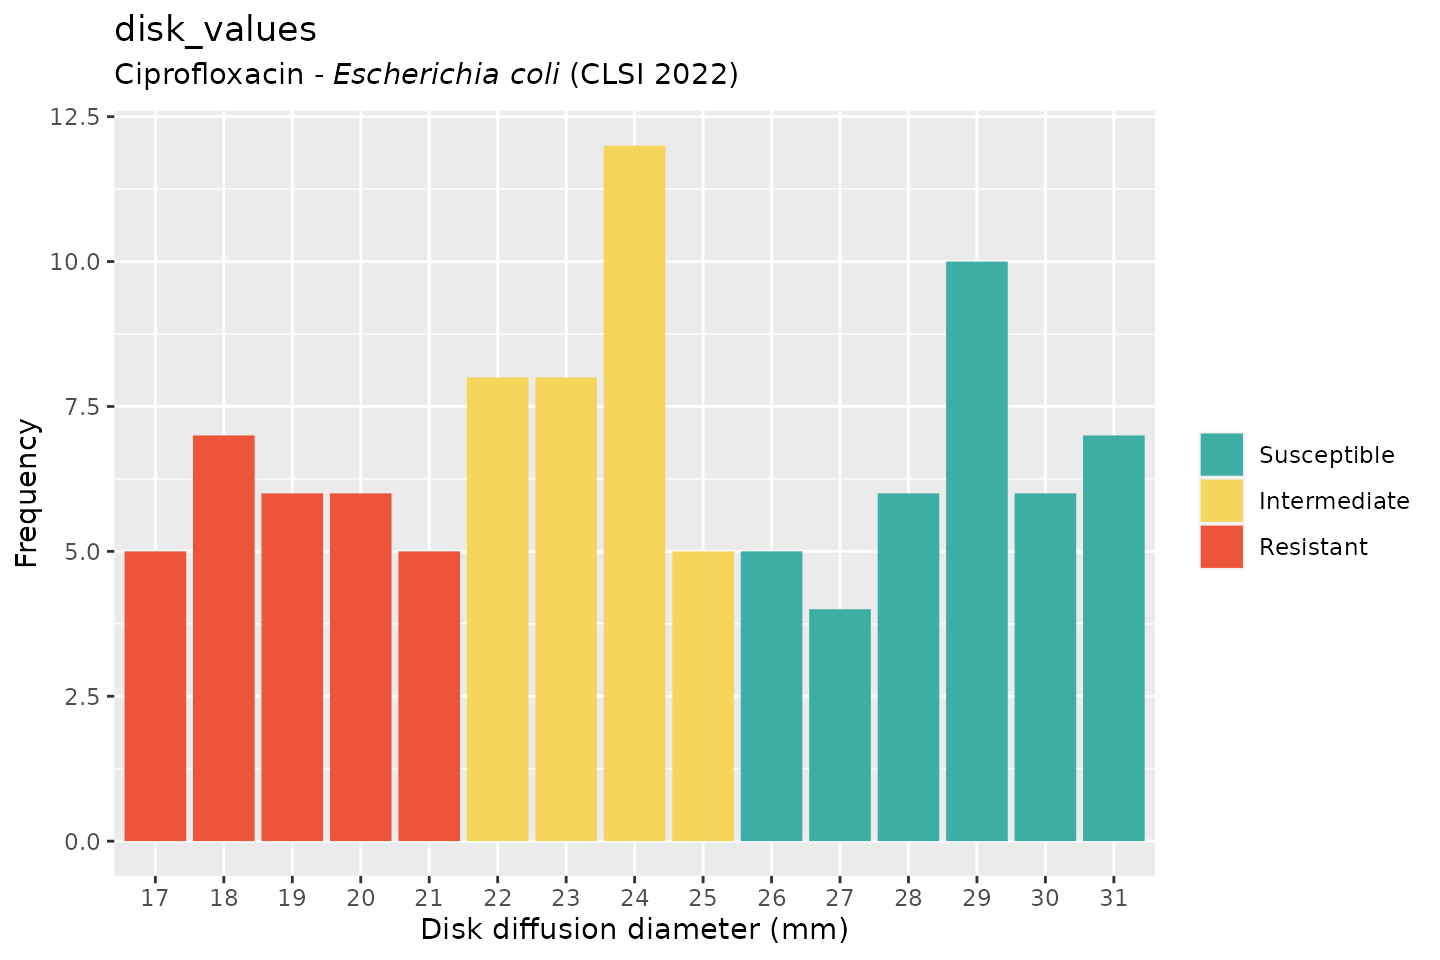 disk_values
Ciprofloxacin - Escherichia coli (CLSI 2022)
12.5
10.0
7.5
5.0
2.5
0.0
Frequency
17 18 19 20 21 22 23 24 25 26 27 28 29 30 31
Disk diffusion diameter (mm)
Susceptible
Intermediate
Resistant